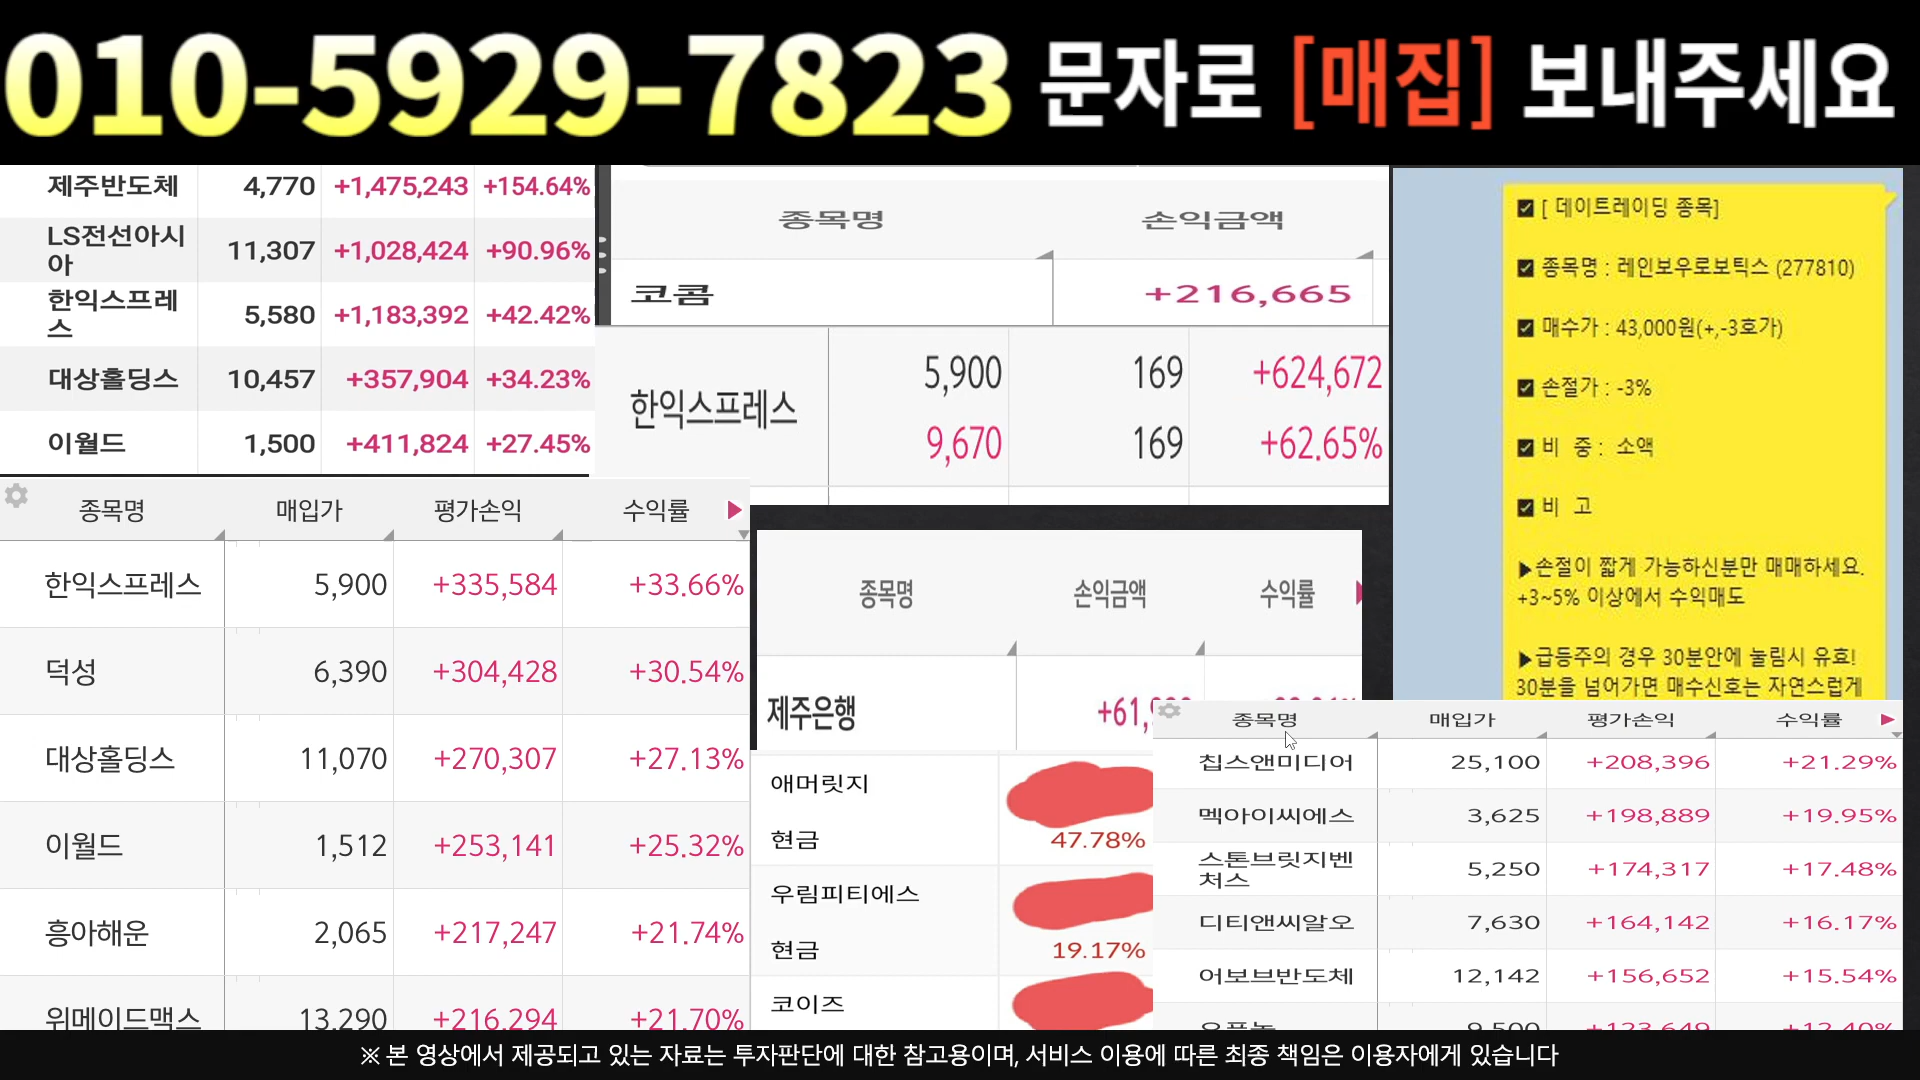 010-5929-7823 문자로 [매집] 보내주세요
제주반도체 4,770 +1,475,243 +154.64%
LS전선아시
아 11,307 +1,028,424 +90.96%
한익스프레
스 5,580 +1,183,392 +42.42%
대상홀딩스 10,457 +357,904 +34.23%
이월드 1,500 +411,824 +27.45%
종목명 손익금액
코콤 +216,665
한익스프레스
5,900 169 +624,672
9,670 169 +62.65%
[ 데이트레이딩 종목]
종목명 : 레인보우로보틱스 (277810)
매수가 : 43,000원(+,-3호가)
손절가 : -3%
비 중 : 소액
비 고
▶손절이 짧게 가능하신분만 매매하세요.
+3~5% 이상에서 수익매도
▶급등주의 경우 30분안에 눌림시 유효!
30분을 넘어가면 매수신호는 자연스럽게
종목명 매입가 평가손익 수익률
한익스프레스 5,900 +335,584 +33.66%
덕성 6,390 +304,428 +30.54%
대상홀딩스 11,070 +270,307 +27.13%
이월드 1,512 +253,141 +25.32%
흥아해운 2,065 +217,247 +21.74%
위메이드맥스 13,290 +216,294 +21.70%
종목명 손익금액 수익률
제주은행 +61,
애머릿지
현금 47.78%
우림피티에스
현금 19.17%
코이즈
종목명 매입가 평가손익 수익률
칩스앤미디어 25,100 +208,396 +21.29%
멕아이씨에스 3,625 +198,889 +19.95%
스톤브릿지벤
처스 5,250 +174,317 +17.48%
디티앤씨알오 7,630 +164,142 +16.17%
어보브반도체 12,142 +156,652 +15.54%
9,500 +123,649 +12.40%
※ 본 영상에서 제공되고 있는 자료는 투자판단에 대한 참고용이며, 서비스 이용에 따른 최종 책임은 이용자에게 있습니다